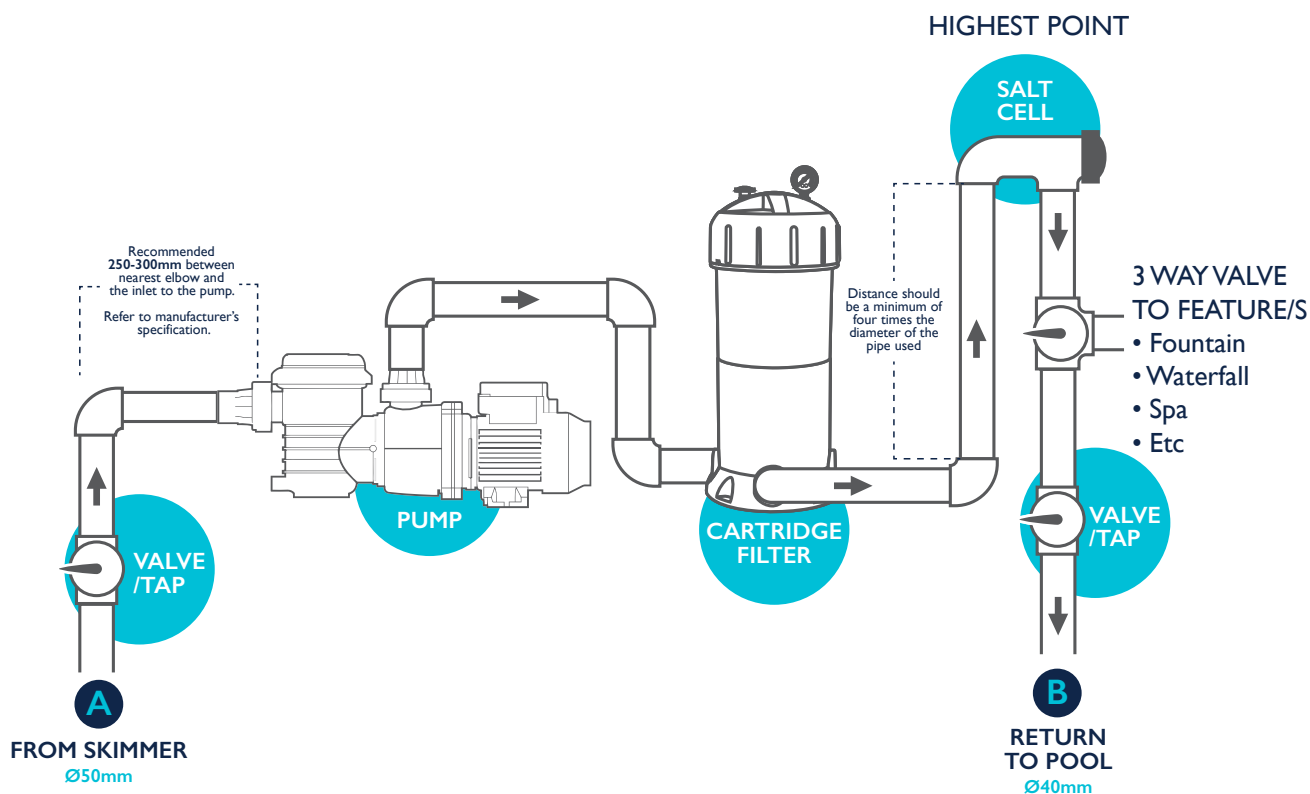 HIGHEST POINT
SALT
CELL
Recommended
250-300mm between
nearest elbow and
the inlet to the pump.
Refer to manufacturer's
specification.
Distance should
be a minimum of
four times the
diameter of the
pipe used
3 WAY VALVE
TO FEATURE/S
• Fountain
• Waterfall
• Spa
• Etc
PUMP
CARTRIDGE
FILTER
VALVE
/TAP
VALVE
/TAP
A
FROM SKIMMER
Ø50mm
B
RETURN
TO POOL
Ø40mm